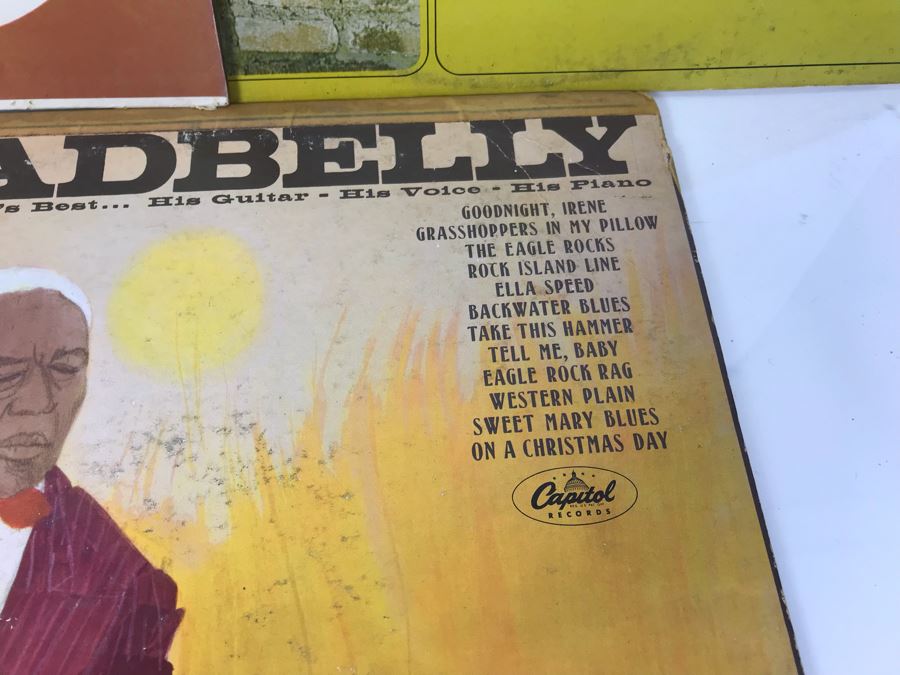 ADBELLY
's Best... His Guitar - His Voice - His Piano
GOODNIGHT, IRENE
GRASSHOPPERS IN MY PILLOW
THE EAGLE ROCKS
ROCK ISLAND LINE
ELLA SPEED
BACKWATER BLUES
TAKE THIS HAMMER
TELL ME, BABY
EAGLE ROCK RAG
WESTERN PLAIN
SWEET MARY BLUES
ON A CHRISTMAS DAY
Capitol
RECORDS